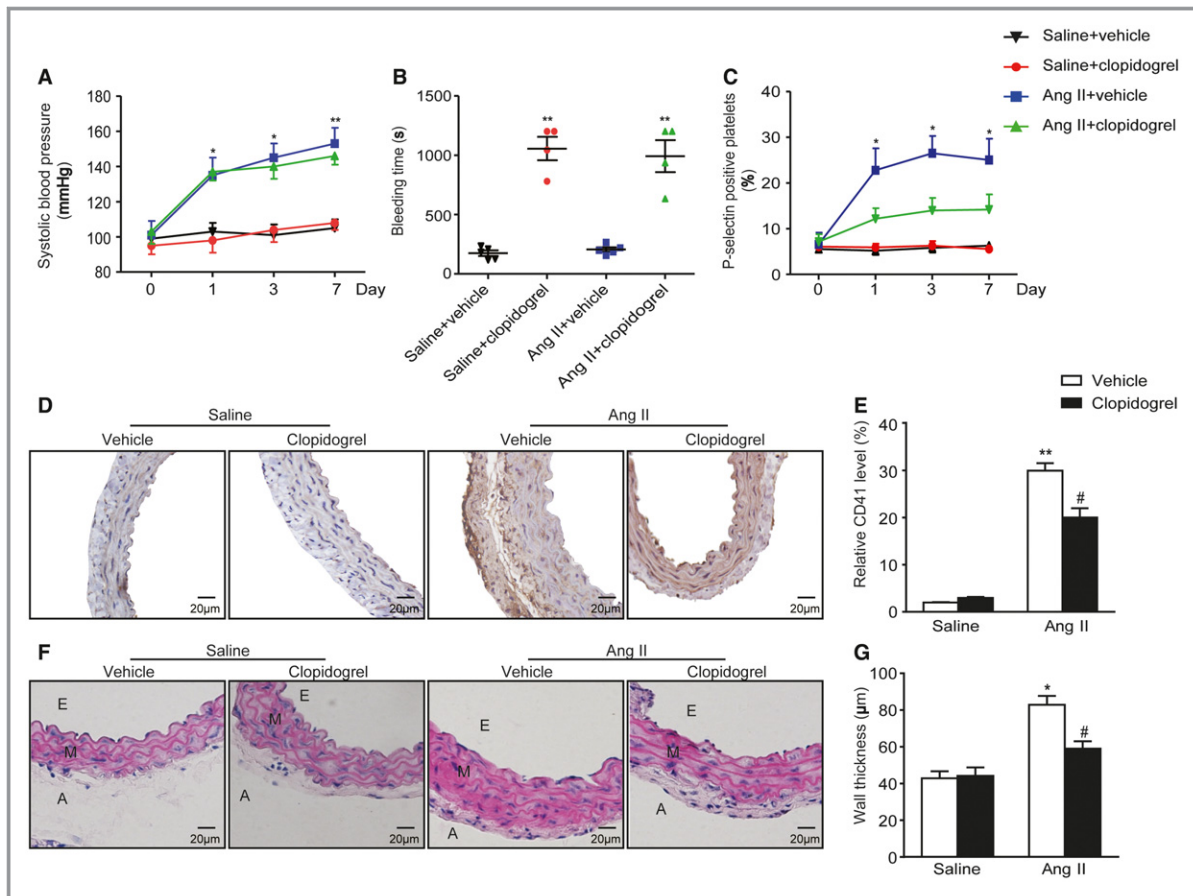 Saline+vehicle
Saline+clopidogrel
Ang II+vehicle
Ang II+clopidogrel
A
Systolic blood pressure
(mmHg)
180
160
140
120
100
80
*
*
**
0 1 3 7 Day
B
Bleeding time (s)
1500
1000
500
0
**
**
Saline+vehicle
Saline+clopidogrel
Ang II+vehicle
Ang II+clopidogrel
C
P-selectin positive platelets
(%)
40
30
20
10
0
*
*
*
0 1 3 7 Day
D
Saline
Ang II
Vehicle
Clopidogrel
Vehicle
Clopidogrel
20μm
20μm
20μm
20μm
Vehicle
Clopidogrel
E
Relative CD41 level (%)
40
30
20
10
0
**
#
Saline
Ang II
F
Saline
Ang II
Vehicle
Clopidogrel
Vehicle
Clopidogrel
E
M
A
20μm
E
M
A
20μm
E
M
A
20μm
E
M
A
20μm
G
Wall thickness (μm)
100
80
60
40
20
0
*
#
Saline
Ang II